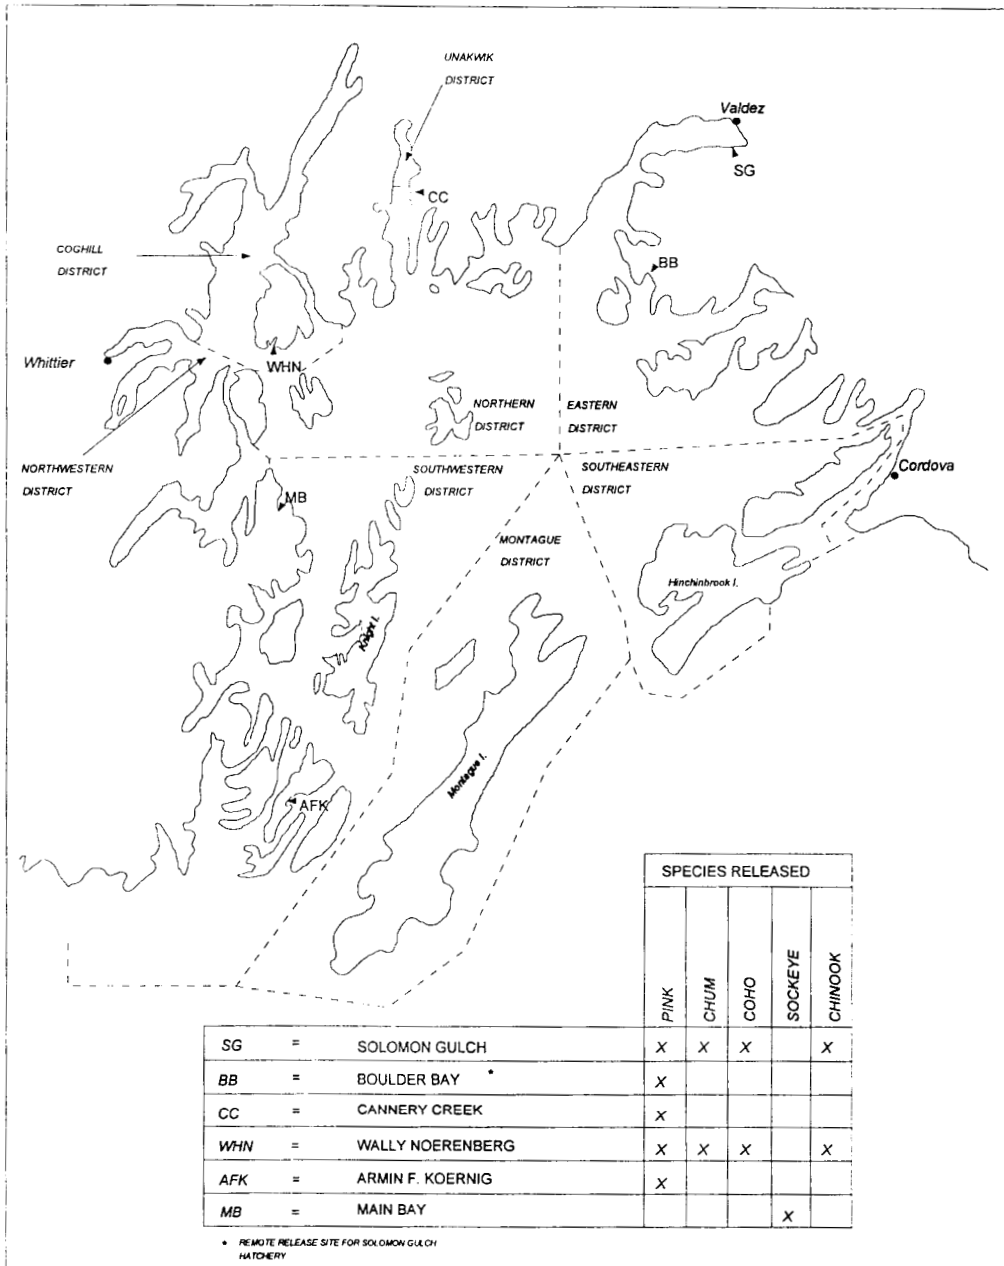 UNAKWIK
DISTRICT
Valdez
SG
CC
COGHILL
DISTRICT
BB
Whittier
WHN
NORTHERN
DISTRICT
EASTERN
DISTRICT
NORTHWESTERN
DISTRICT
SOUTHWESTERN
DISTRICT
SOUTHEASTERN
DISTRICT
Cordova
MB
MONTAGUE
DISTRICT
Hinchinbrook I.
Knight I.
Montague I.
AFK
SPECIES RELEASED
PINK CHUM COHO SOCKEYE CHINOOK
SG = SOLOMON GULCH X X X X
BB = BOULDER BAY * X
CC = CANNERY CREEK X
WHN = WALLY NOERENBERG X X X X
AFK = ARMIN F. KOERNIG X
MB = MAIN BAY X
* REMOTE RELEASE SITE FOR SOLOMON GULCH
HATCHERY